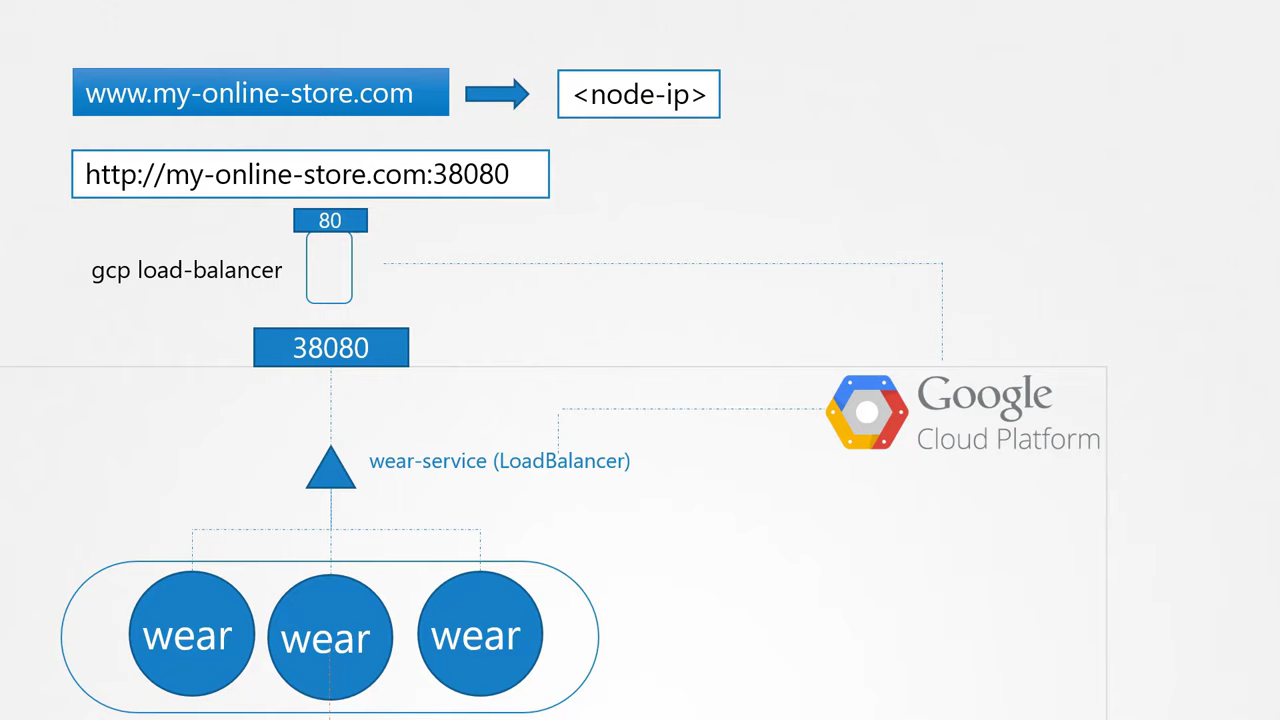 www.my-online-store.com
<node-ip>
http://my-online-store.com:38080
80
gcp load-balancer
38080
Google
Cloud Platform
wear-service (LoadBalancer)
wear
wear
wear